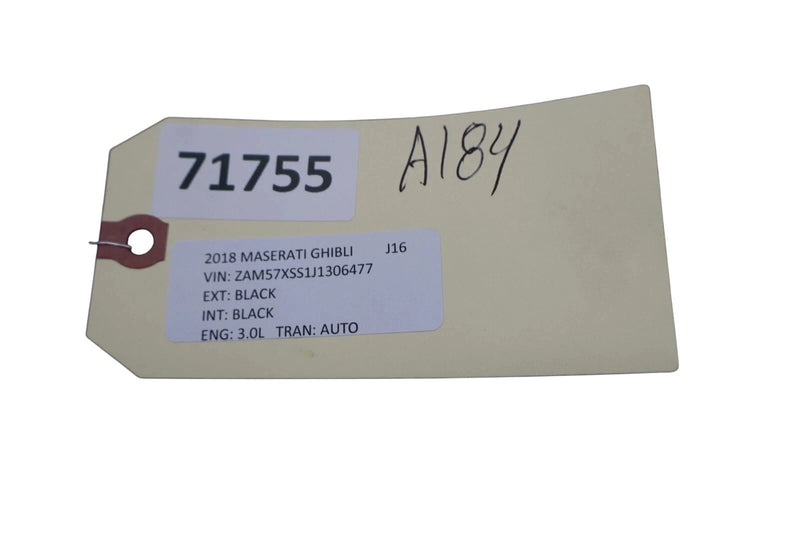 71755
A184
2018 MASERATI GHIBLI J16
VIN: ZAM57XSS1J1306477
EXT: BLACK
INT: BLACK
ENG: 3.0L TRAN: AUTO